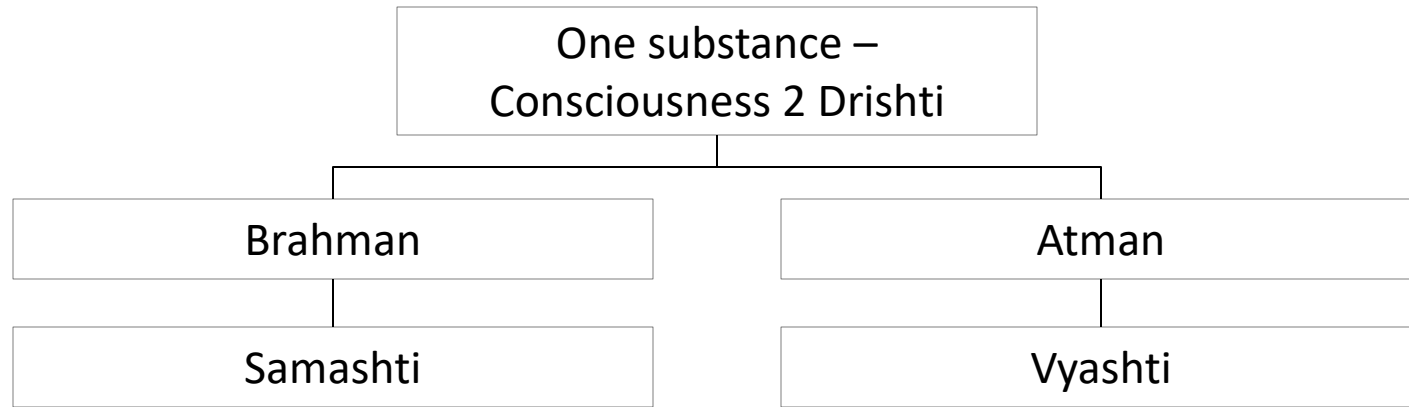 One substance –
Consciousness 2 Drishti
Brahman
Atman
Samashti
Vyashti